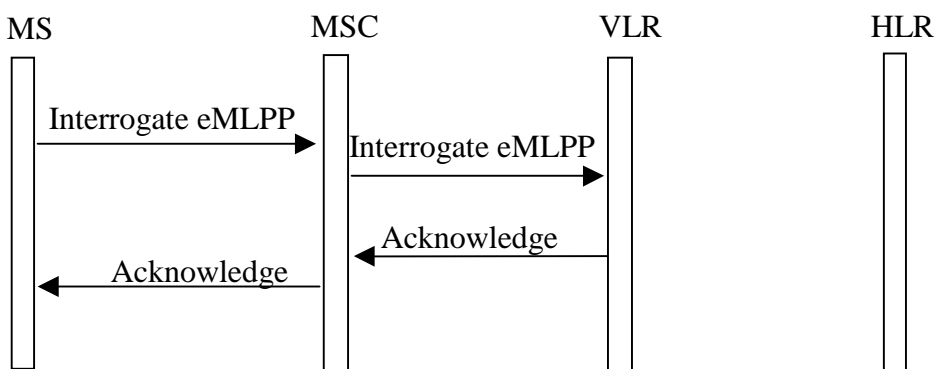 MS MSC VLR HLR
Interrogate eMLPP
Interrogate eMLPP
Acknowledge
Acknowledge